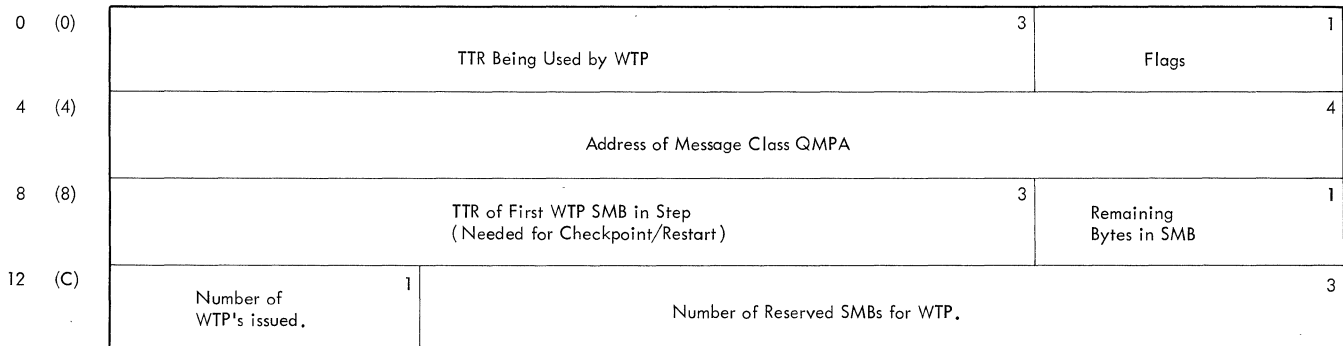 0 (0) 3 1
TTR Being Used by WTP Flags
4 (4) 4
Address of Message Class QMPA
8 (8) 3 1
TTR of First WTP SMB in Step Remaining
(Needed for Checkpoint/Restart) Bytes in SMB
12 (C) 1 3
Number of
WTP's issued. Number of Reserved SMBs for WTP.